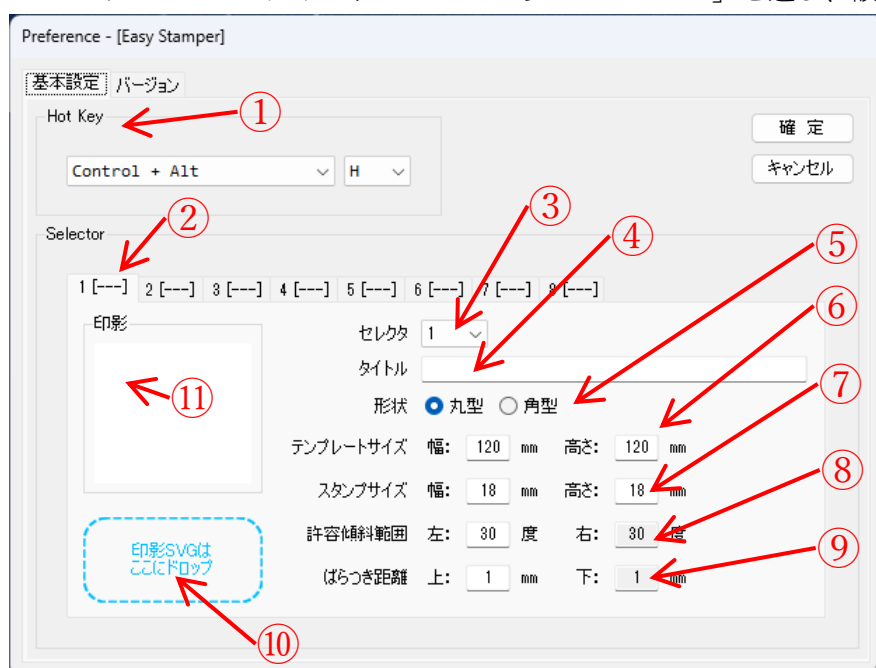 Preference - [Easy Stamper]
基本設定 バージョン
Hot Key ①
確 定
Control + Alt H
キャンセル
② ③
Selector ④ ⑤
1 [---] 2 [---] 3 [---] 4 [---] 5 [---] 6 [---] 7 [---] 8 [---]
⑥
印影 セレクタ 1
タイトル
⑪ ⑦
形状 丸型 角型
テンプレートサイズ 幅: 120 mm 高さ: 120 mm
⑧
スタンプサイズ 幅: 18 mm 高さ: 18 mm
許容傾斜範囲 左: 30 度 右: 30 度
⑨
印影SVGは
ここにドロップ
ばらつき距離 上: 1 mm 下: 1 mm
⑩